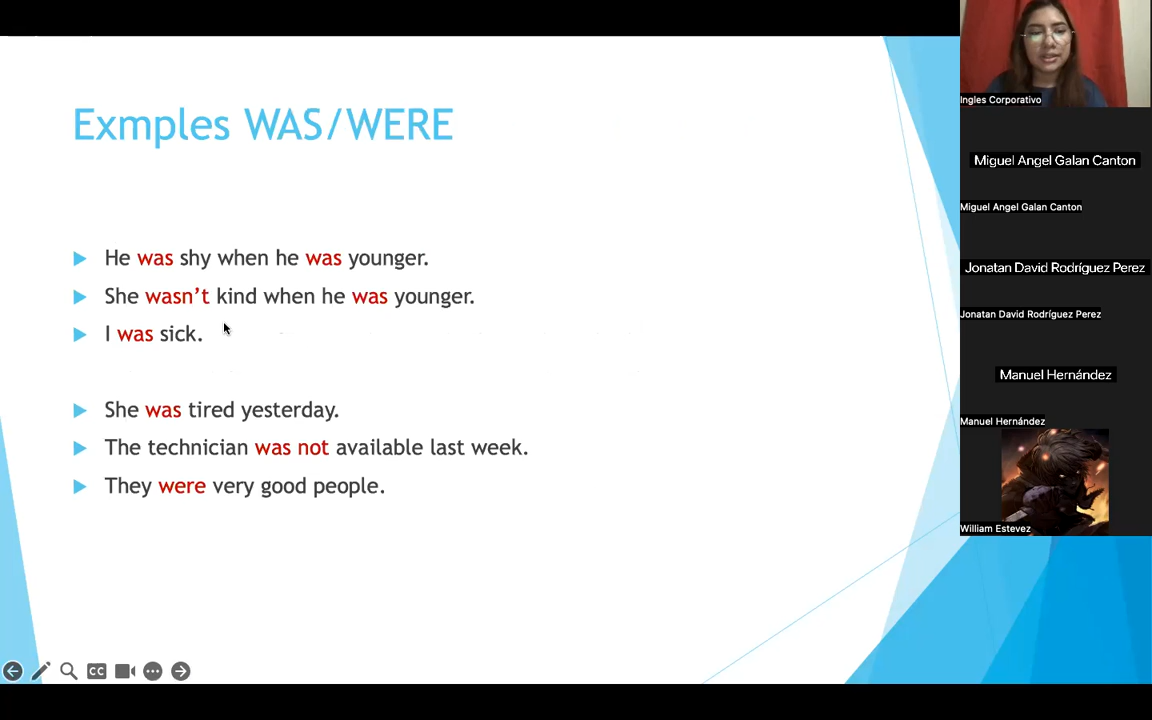 Exmples WAS/WERE
He was shy when he was younger.
She wasn't kind when he was younger.
I was sick.
She was tired yesterday.
The technician was not available last week.
They were very good people.
CC
Ingles Corporativo
Miguel Angel Galan Canton
Miguel Angel Galan Canton
Jonatan David Rodríguez Perez
Jonatan David Rodríguez Perez
Manuel Hernández
Manuel Hernández
William Estevez